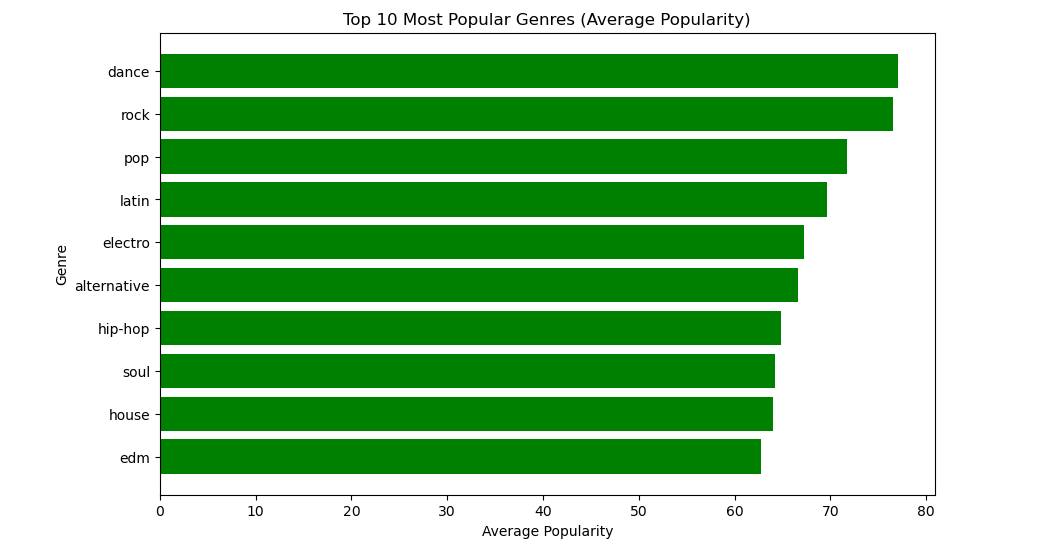 Top 10 Most Popular Genres (Average Popularity)
Genre
dance
rock
pop
latin
electro
alternative
hip-hop
soul
house
edm
0 10 20 30 40 50 60 70 80
Average Popularity